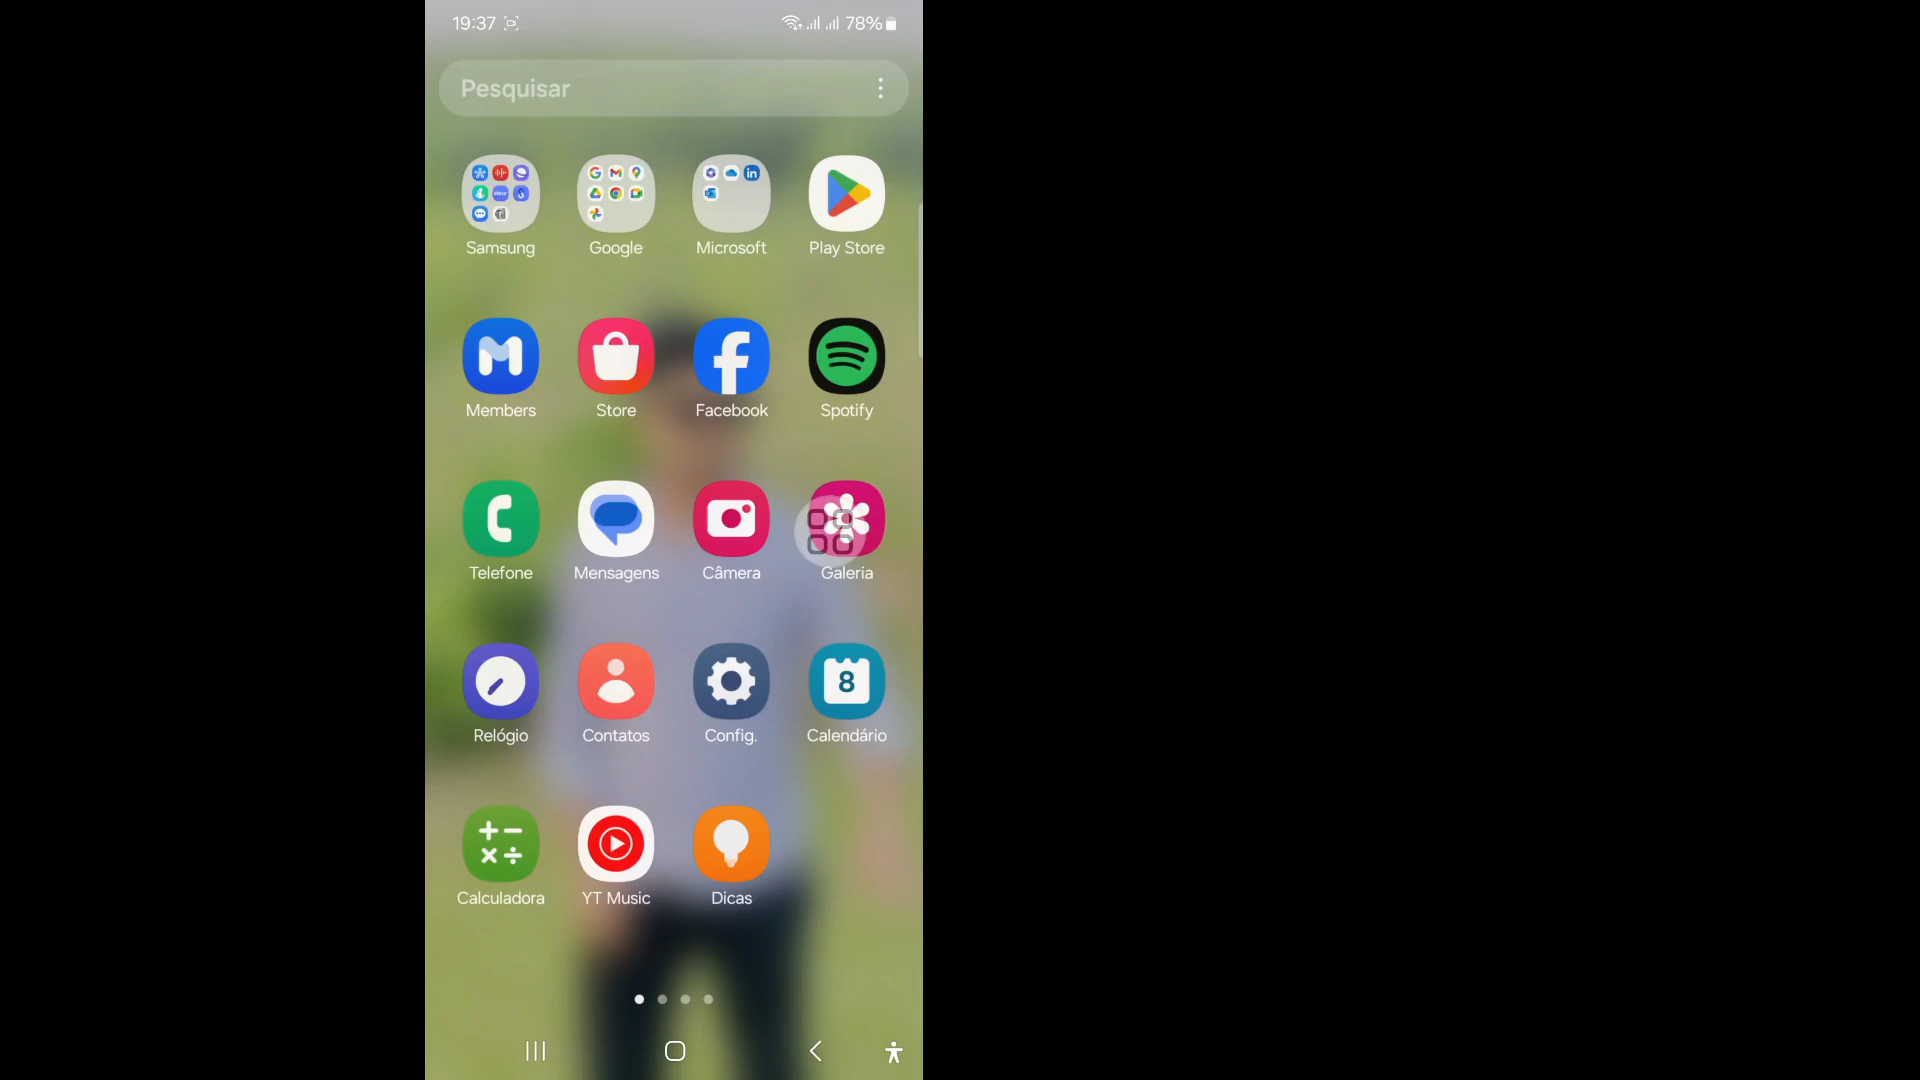 19:37 78%
Pesquisar
Samsung Google Microsoft Play Store
Members Store Facebook Spotify
Telefone Mensagens Câmera Galeria
8
Relógio Contatos Config. Calendário
Calculadora YT Music Dicas